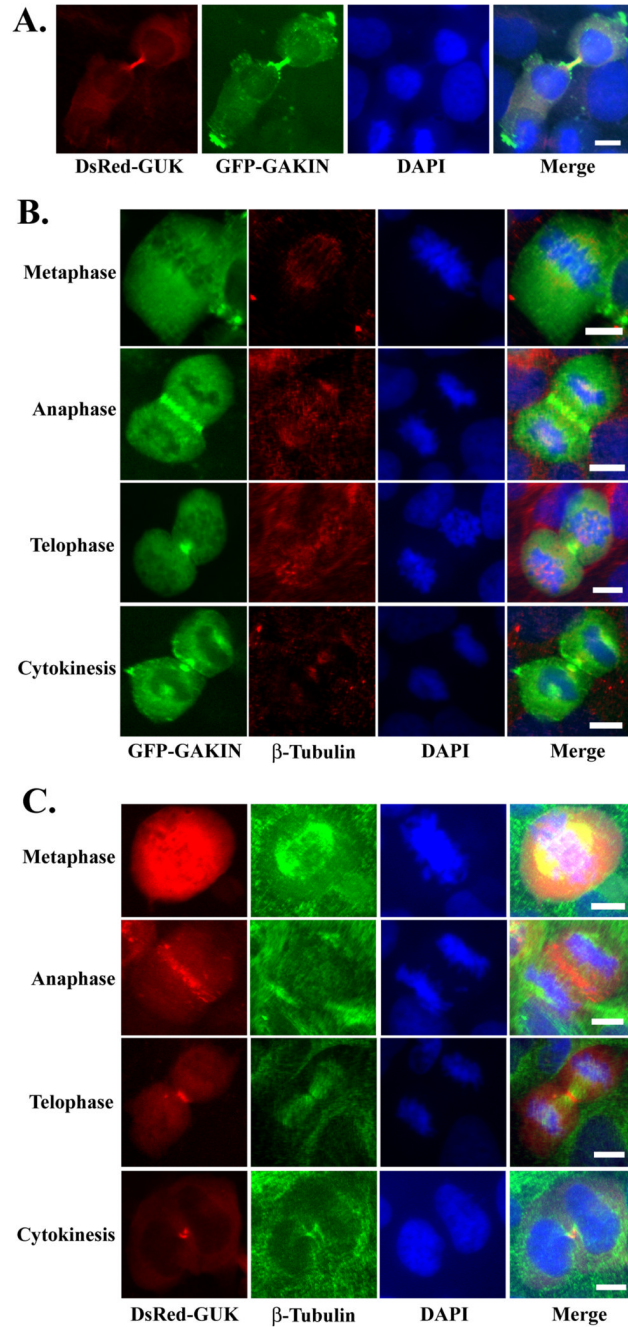 A.
DsRed-GUK GFP-GAKIN DAPI Merge
B.
Metaphase
Anaphase
Telophase
Cytokinesis
GFP-GAKIN β-Tubulin DAPI Merge
C.
Metaphase
Anaphase
Telophase
Cytokinesis
DsRed-GUK β-Tubulin DAPI Merge